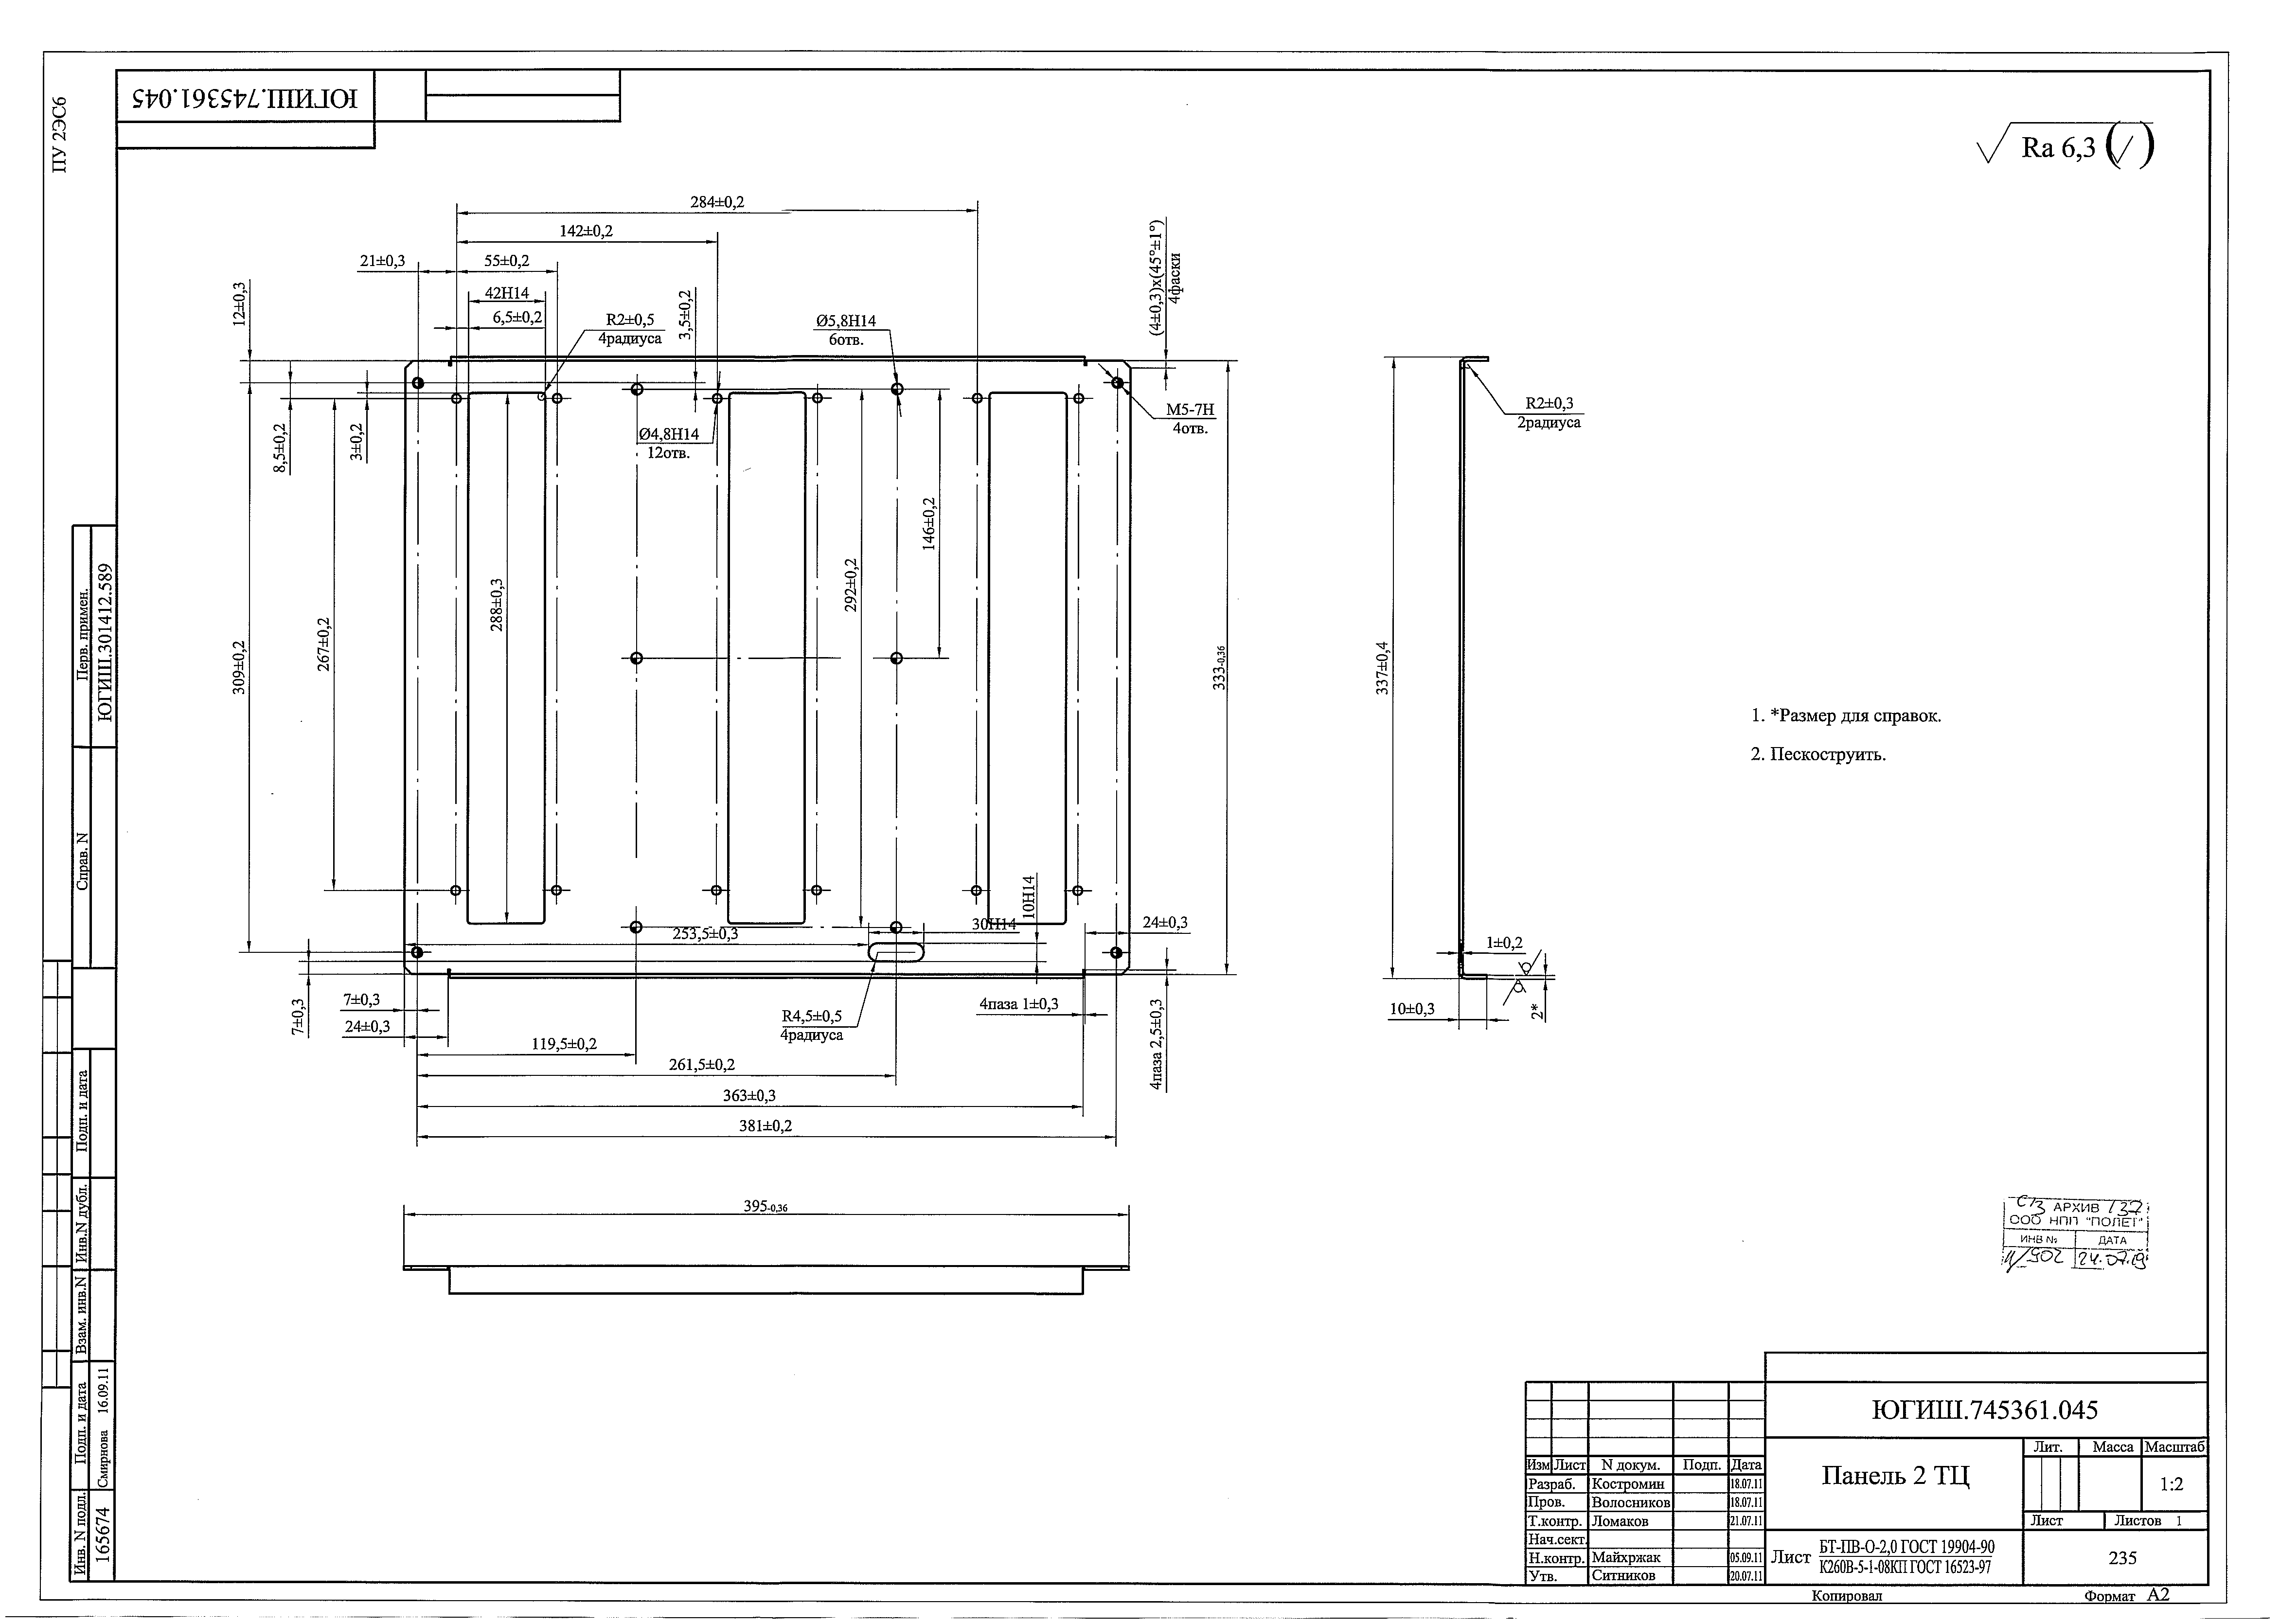 ПУ 2ЭС6
ЮГИШ.745361.045
Ra 6,3
284±0,2
142±0,2
21±0,3
55±0,2
42H14
6,5±0,2
12±0,3
R2±0,5
4радиуса
3,5±0,2
Ø5,8H14
6отв.
(4±0,3)х(45°±1°)
4фаски
8,5±0,2
3±0,2
Ø4,8H14
12отв.
М5-7Н
4отв.
R2±0,3
2радиуса
309±0,2
267±0,2
288±0,3
292±0,2
146±0,2
333-0,36
337±0,4
1. *Размер для справок.
2. Пескоструить.
253,5±0,3
30H14
10H14
24±0,3
1±0,2
7±0,3
7±0,3
24±0,3
R4,5±0,5
4радиуса
4паза 1±0,3
4паза 2,5±0,3
10±0,3
2*
119,5±0,2
261,5±0,2
363±0,3
381±0,2
395-0,36
Перв. примен.
ЮГИШ.301412.589
Справ. N
Подп. и дата
Инв.N дубл.
Взам. инв.N
Подп. и дата
Смирнова 16.09.11
Инв. N подл.
165674
СЗ АРХИВ 137
ООО НПП "ПОЛЕТ"
ИНВ № ДАТА
24.07.19
ЮГИШ.745361.045
Изм Лист N докум. Подп. Дата
Разраб. Костромин 18.07.11
Пров. Волосников 18.07.11
Т.контр. Ломаков 21.07.11
Нач.сект.
Н.контр. Майхржак 05.09.11
Утв. Ситников 20.07.11
Панель 2 ТЦ
Лит. Масса Масштаб
1:2
Лист Листов 1
Лист БТ-ПВ-О-2,0 ГОСТ 19904-90
К260В-5-1-08КП ГОСТ 16523-97
235
Копировал Формат А2